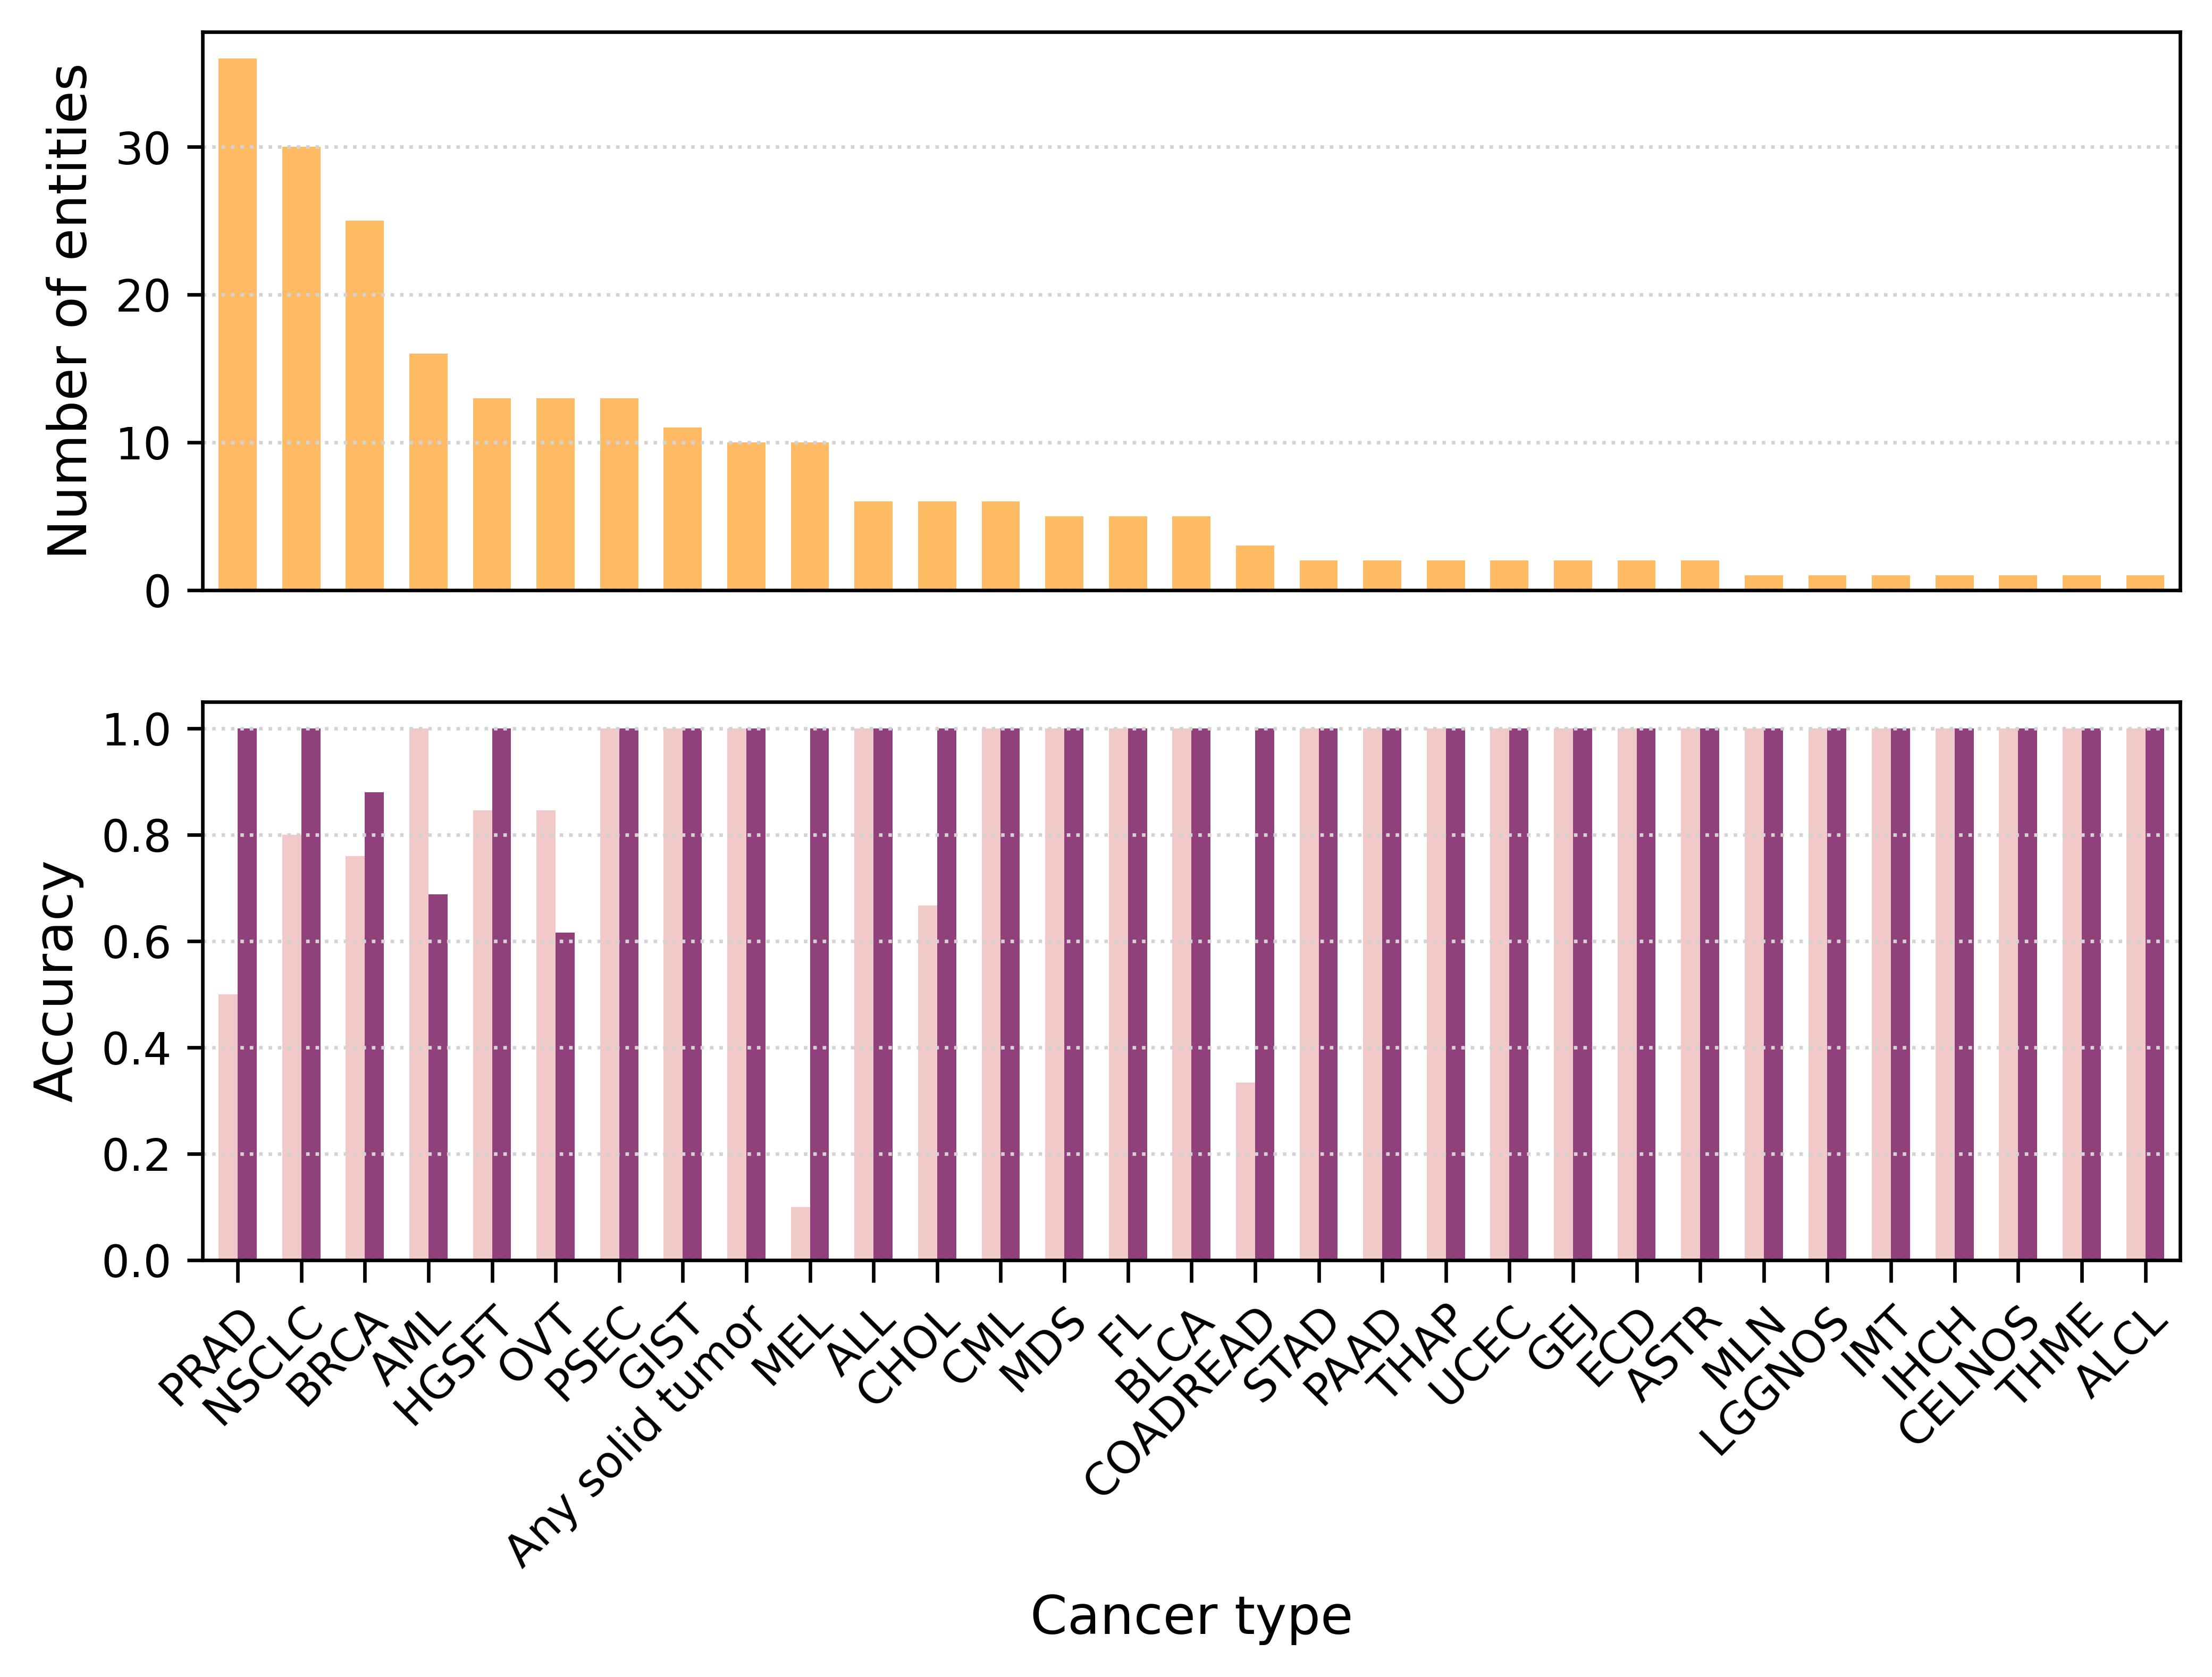 Number of entities
30
20
10
0
Accuracy
1.0
0.8
0.6
0.4
0.2
0.0
PRAD
NSCLC
BRCA
AML
HGSFT
OVT
PSEC
GIST
Any solid tumor
MEL
ALL
CHOL
CML
MDS
FL
BLCA
COADREAD
STAD
PAAD
THAP
UCEC
GEJ
ECD
ASTR
MLN
LGGNOS
IMT
IHCH
CELNOS
THME
ALCL
Cancer type